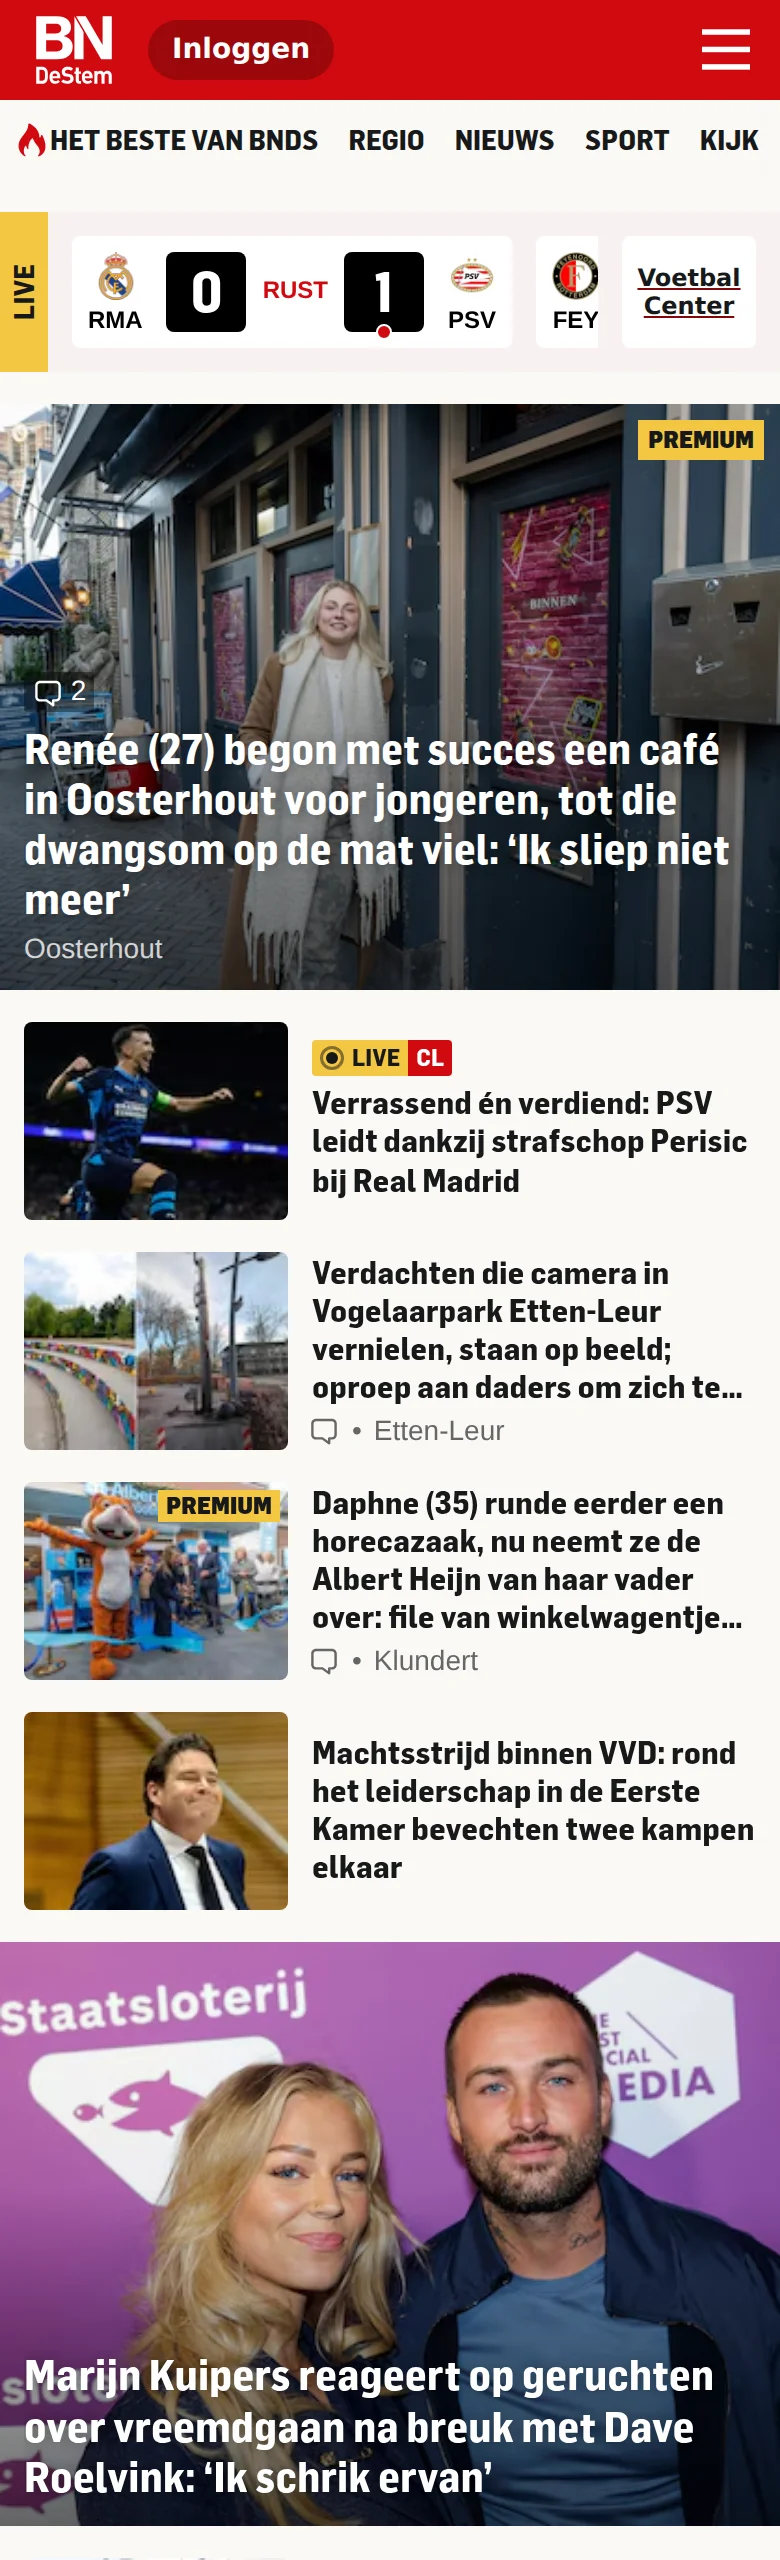 BN
DeStem
Inloggen
HET BESTE VAN BNDS REGIO NIEUWS SPORT KIJK
LIVE
RMA
0
RUST
1
PSV
PSV
FEY
Voetbal
Center
PREMIUM
BINNEN
2
Renée (27) begon met succes een café
in Oosterhout voor jongeren, tot die
dwangsom op de mat viel: ‘Ik sliep niet
meer’
Oosterhout
LIVE CL
Verrassend én verdiend: PSV
leidt dankzij strafschop Perisic
bij Real Madrid
Verdachten die camera in
Vogelaarpark Etten-Leur
vernielen, staan op beeld;
oproep aan daders om zich te...
• Etten-Leur
PREMIUM
Daphne (35) runde eerder een
horecazaak, nu neemt ze de
Albert Heijn van haar vader
over: file van winkelwagentje...
• Klundert
Machtsstrijd binnen VVD: rond
het leiderschap in de Eerste
Kamer bevechten twee kampen
elkaar
Staatsloterij
EDIA
Marijn Kuipers reageert op geruchten
over vreemdgaan na breuk met Dave
Roelvink: ‘Ik schrik ervan’